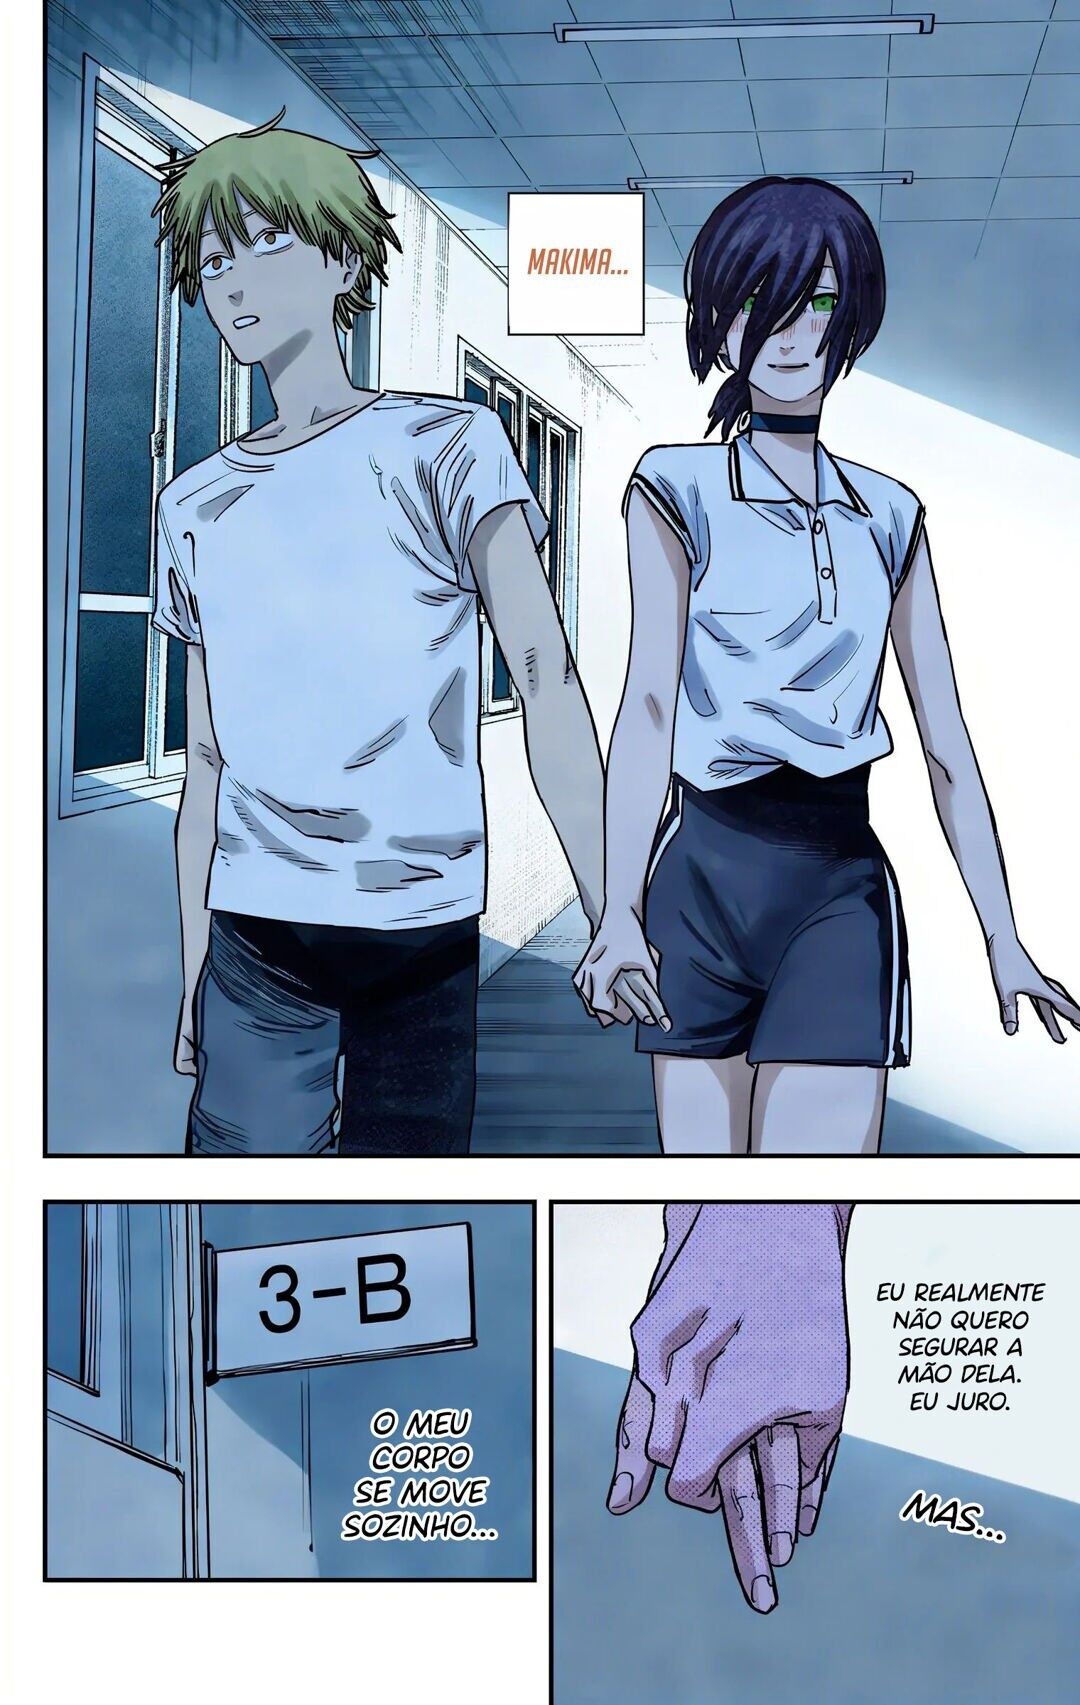 MAKIMA...
3-B
O MEU
CORPO
SE MOVE
SOZINHO...
EU REALMENTE
NÃO QUERO
SEGURAR A
MÃO DELA.
EU JURO.
MAS...